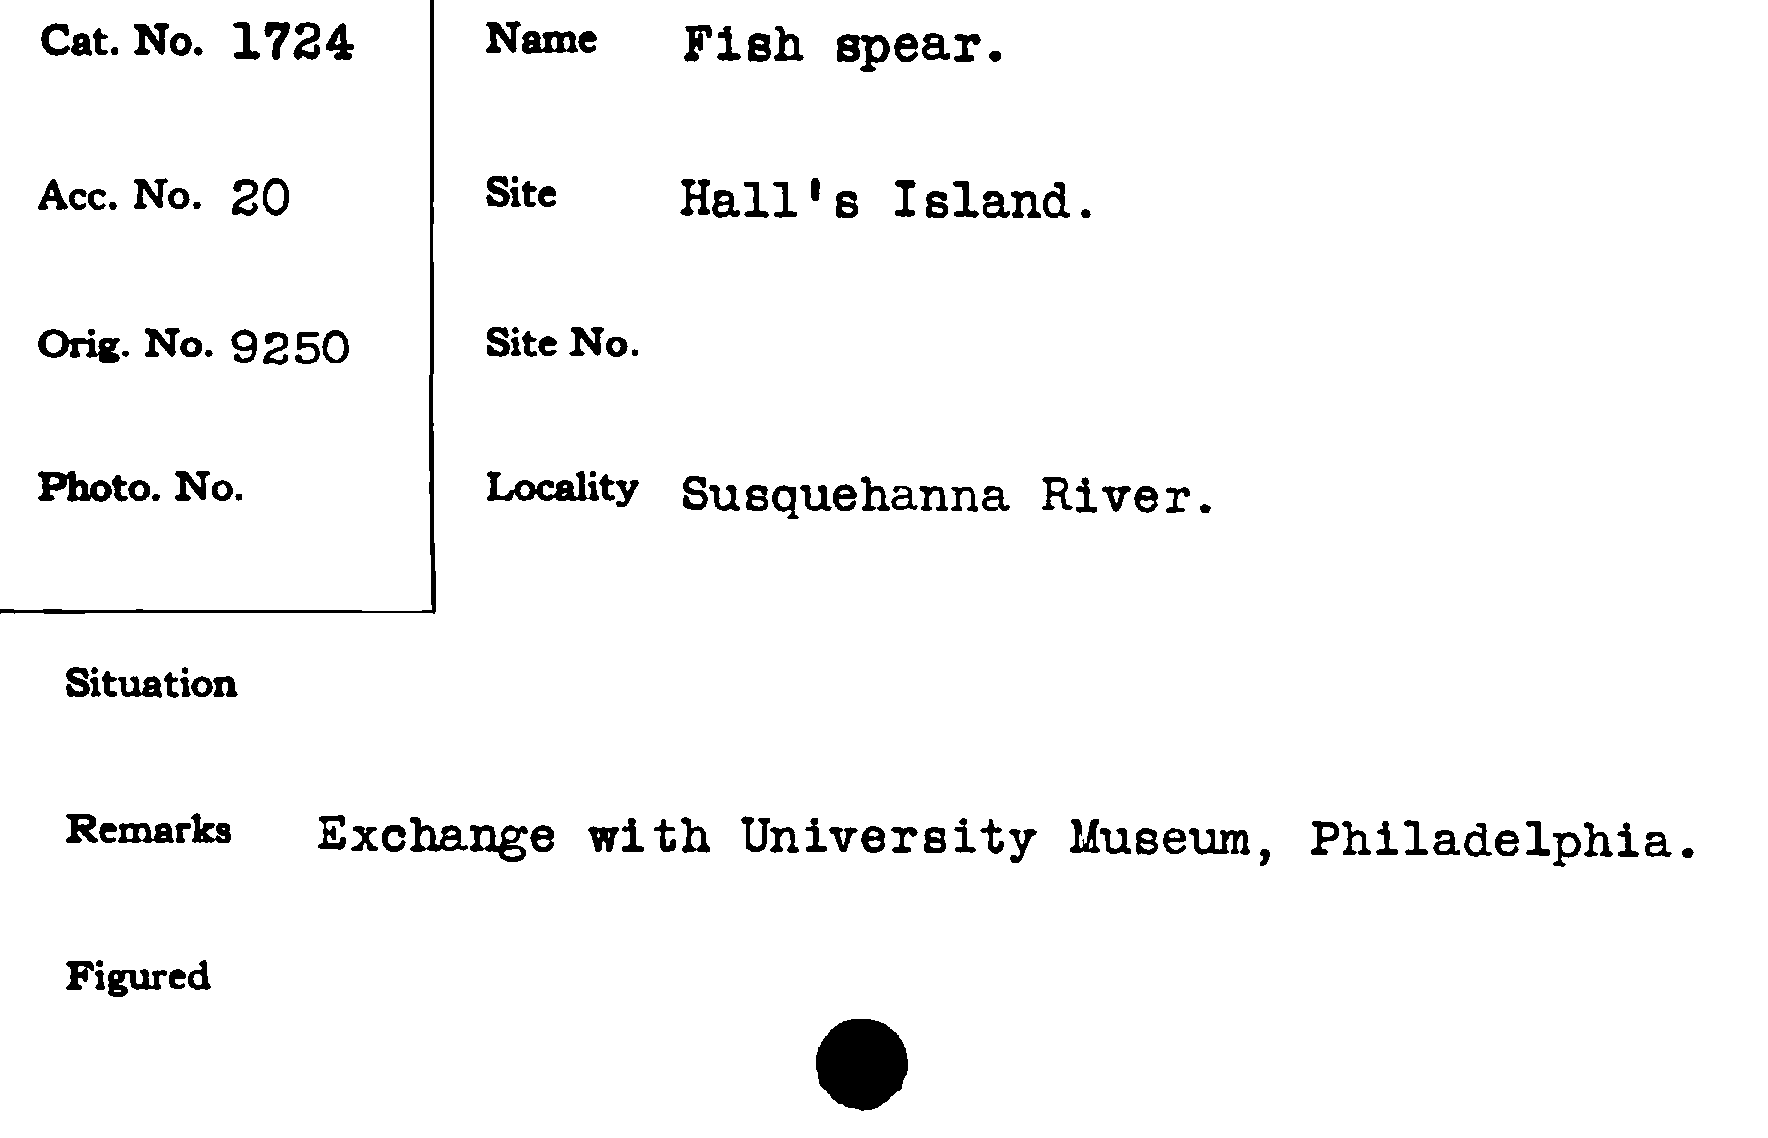 Cat. No. 1724
Acc. No. 20
Orig. No. 9250
Photo. No.
Name Fish spear.
Site Hall's Island.
Site No.
Locality Susquehanna River.
Situation
Remarks Exchange with University Museum, Philadelphia.
Figured